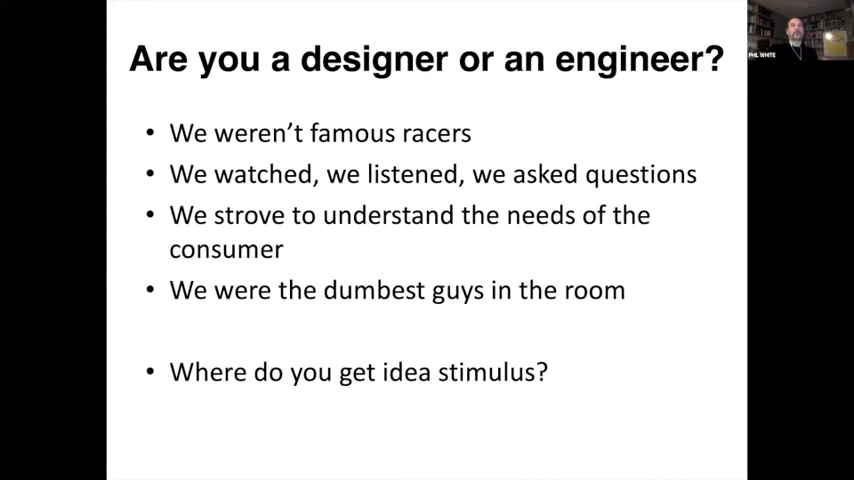 Are you a designer or an engineer?
PHIL WHITE
• We weren't famous racers
• We watched, we listened, we asked questions
• We strove to understand the needs of the
consumer
• We were the dumbest guys in the room
• Where do you get idea stimulus?